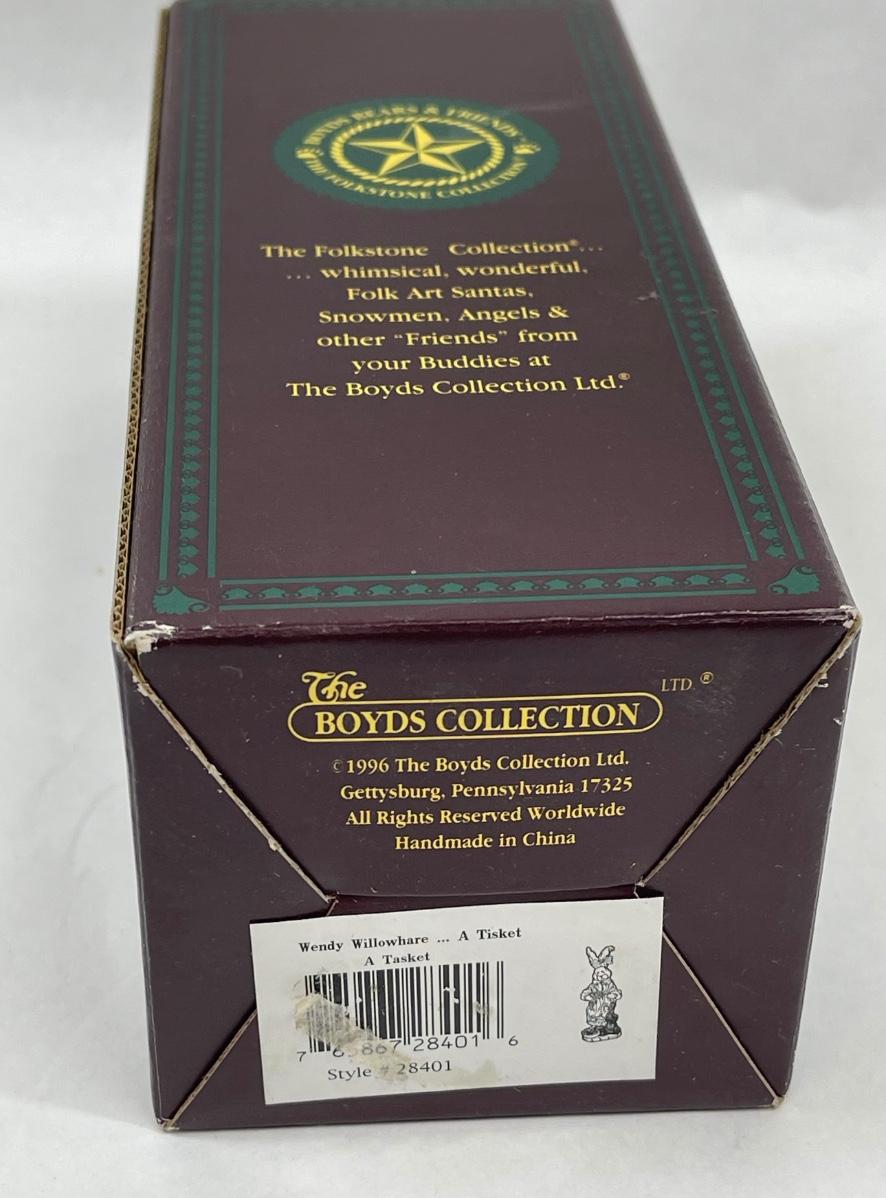 BOYDS BEARS & FRIENDS
THE FOLKSTONE COLLECTION
The Folkstone Collection®...
... whimsical, wonderful,
Folk Art Santas,
Snowmen, Angels &
other “Friends” from
your Buddies at
The Boyds Collection Ltd.®
The
BOYDS COLLECTION
LTD.®
©1996 The Boyds Collection Ltd.
Gettysburg, Pennsylvania 17325
All Rights Reserved Worldwide
Handmade in China
Wendy Willowhare ... A Tisket
A Tasket
7 28401 6
Style # 28401